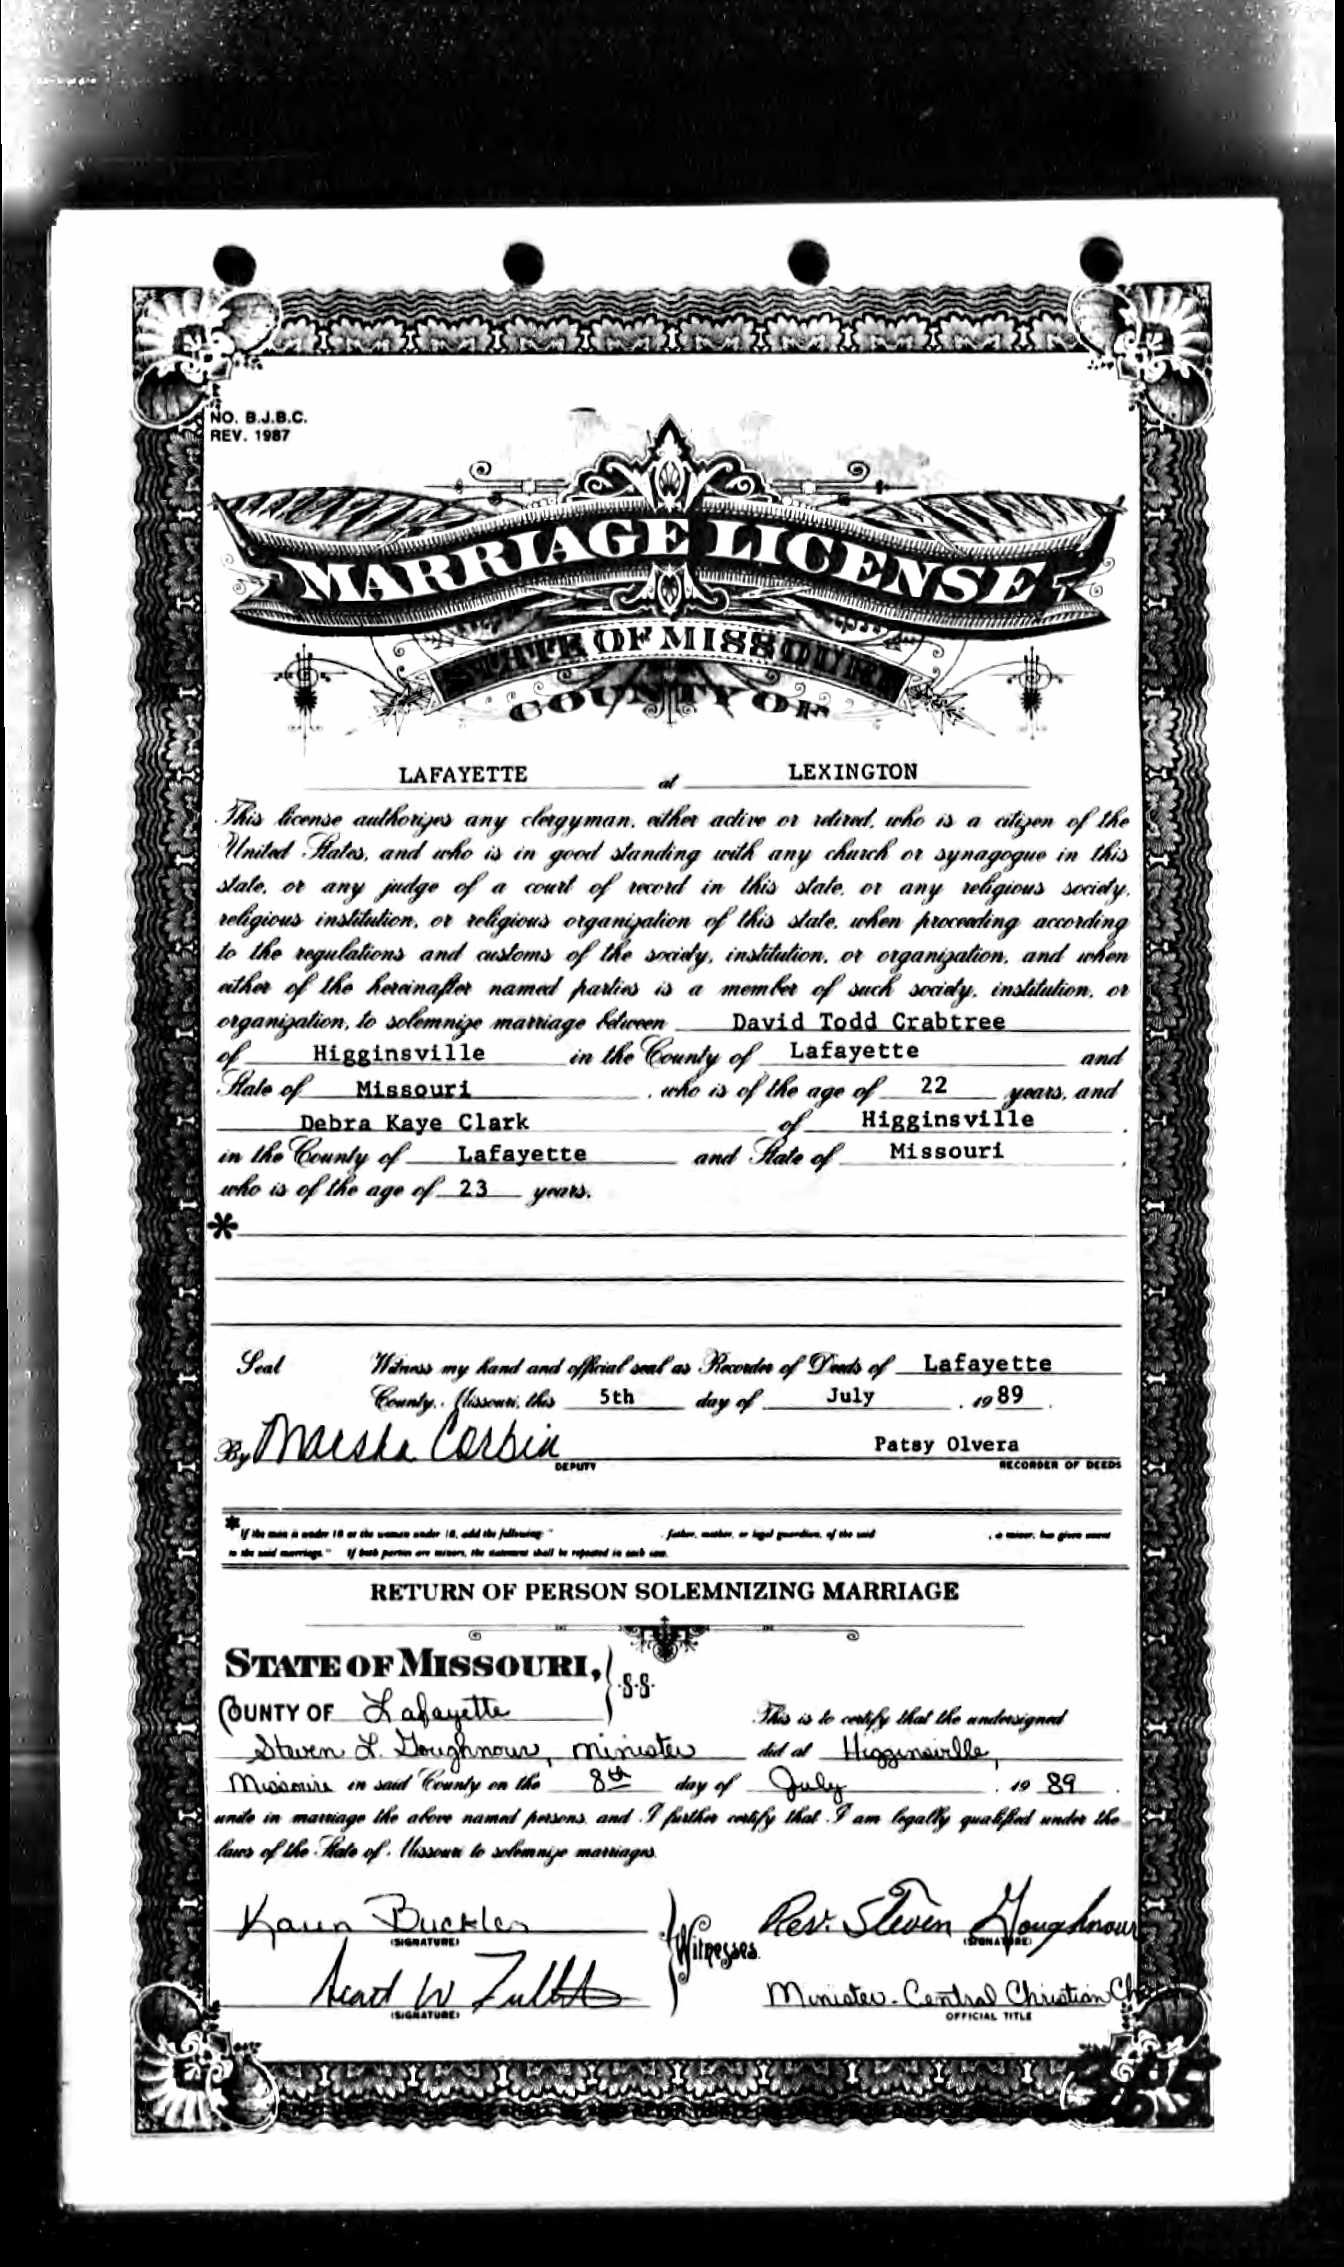 NO. B.J.B.C.
REV. 1987
MARRIAGE LICENSE
STATE OF MISSOURI
COUNTY OF
LAFAYETTE at LEXINGTON
This license authorizes any clergyman, either active or retired, who is a citizen of the
United States, and who is in good standing with any church or synagogue in this
state, or any judge of a court of record in this state, or any religious society,
religious institution, or religious organization of this state, when proceeding according
to the regulations and customs of the society, institution, or organization, and when
either of the hereinafter named parties is a member of such society, institution, or
organization, to solemnize marriage between David Todd Crabtree
of Higginsville in the County of Lafayette and
State of Missouri, who is of the age of 22 years, and
Debra Kaye Clark of Higginsville,
in the County of Lafayette and State of Missouri,
who is of the age of 23 years.
*
Seal Witness my hand and official seal as Recorder of Deeds of Lafayette
County, Missouri, this 5th day of July, 1989.
By Marsha Corbin Patsy Olvera
DEPUTY RECORDER OF DEEDS
* If the man is under 18 or the woman under 18, add the following: " , father, mother, or legal guardian, of the said , a minor, has given consent
to the said marriage." If both parties are minors, the statement shall be repeated in each case.
RETURN OF PERSON SOLEMNIZING MARRIAGE
STATE OF MISSOURI,
S.S.
COUNTY OF Lafayette This is to certify that the undersigned
Steven L. Goughnour, minister did at Higginsville,
Missouri in said County on the 8th day of July, 1989.
unite in marriage the above named persons, and I further certify that I am legally qualified under the
laws of the State of Missouri to solemnize marriages.
Karen Buckles Rev. Steven Goughnour
(SIGNATURE) (SIGNATURE)
Witnesses.
W
(SIGNATURE)
Minister - Central Christian
OFFICIAL TITLE